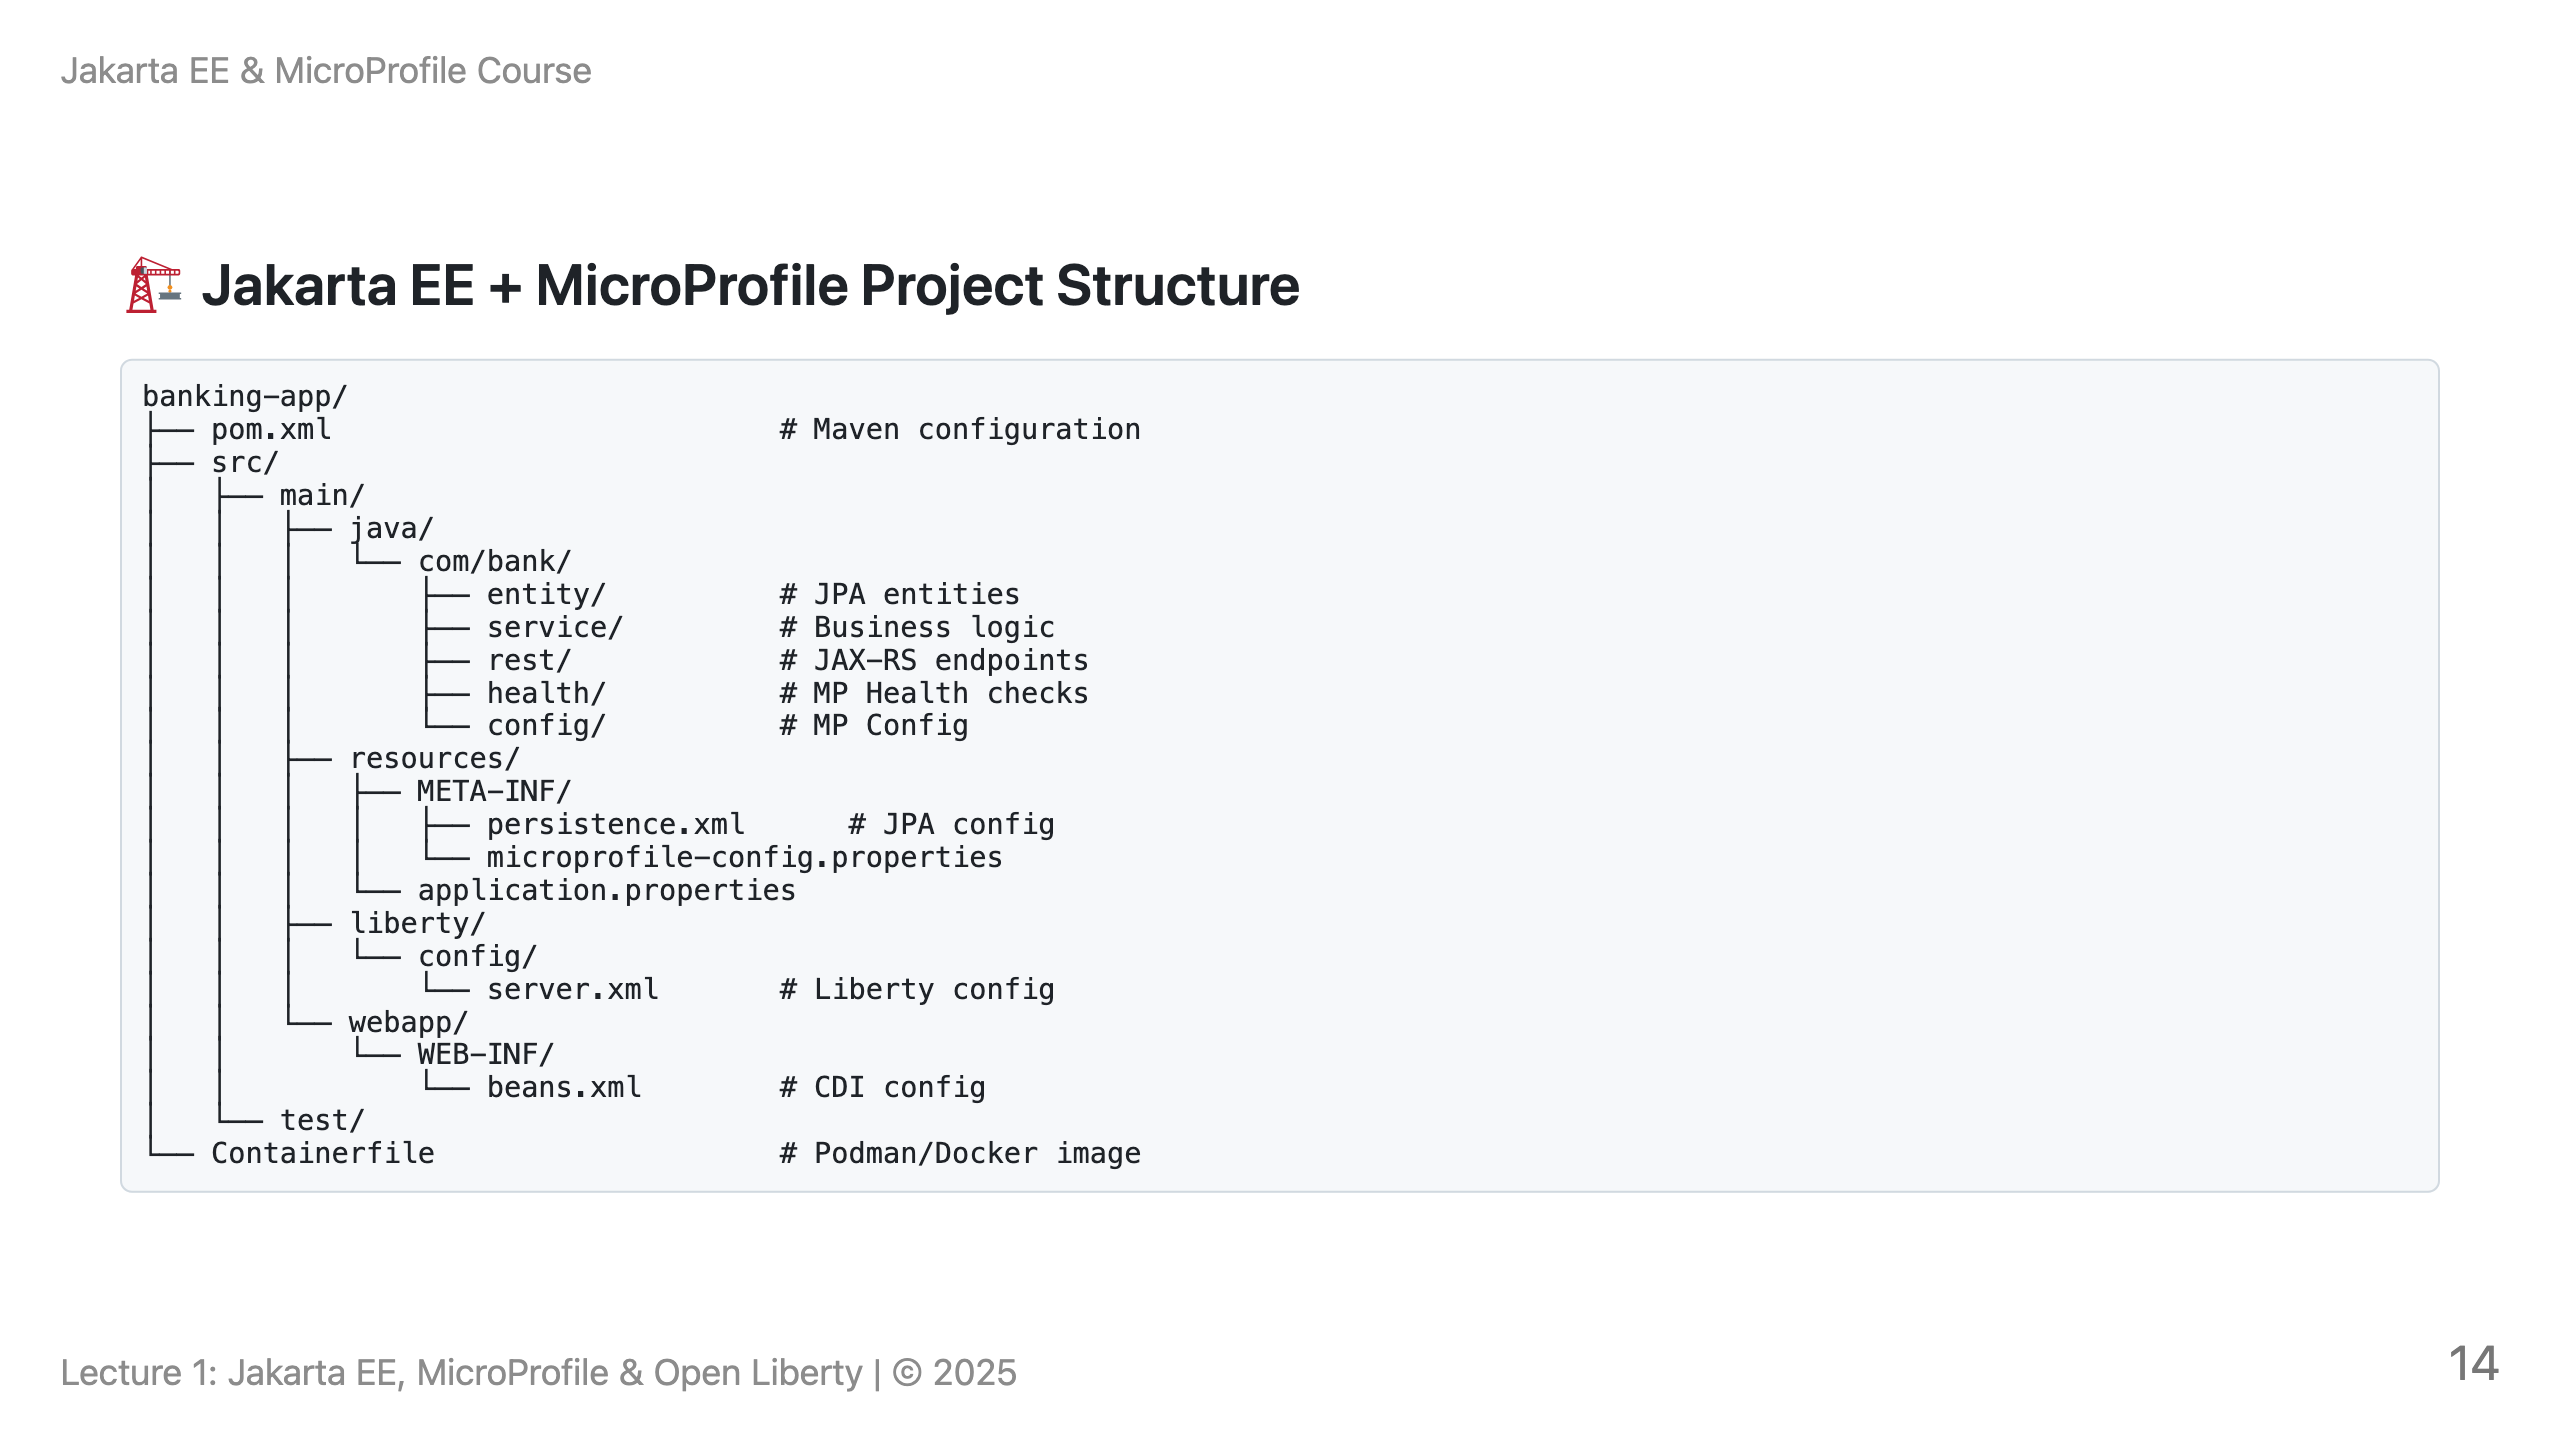 Jakarta EE & MicroProfile Course
🏗️ Jakarta EE + MicroProfile Project Structure
banking-app/
├── pom.xml                          # Maven configuration
├── src/
│   ├── main/
│   │   ├── java/
│   │   │   └── com/bank/
│   │   │       ├── entity/          # JPA entities
│   │   │       ├── service/         # Business logic
│   │   │       ├── rest/            # JAX-RS endpoints
│   │   │       ├── health/          # MP Health checks
│   │   │       └── config/          # MP Config
│   │   ├── resources/
│   │   │   ├── META-INF/
│   │   │   │   ├── persistence.xml      # JPA config
│   │   │   │   └── microprofile-config.properties
│   │   │   └── application.properties
│   │   ├── liberty/
│   │   │   └── config/
│   │   │       └── server.xml       # Liberty config
│   │   └── webapp/
│   │       └── WEB-INF/
│   │           └── beans.xml        # CDI config
│   └── test/
└── Containerfile                    # Podman/Docker image
Lecture 1: Jakarta EE, MicroProfile & Open Liberty | © 2025
14